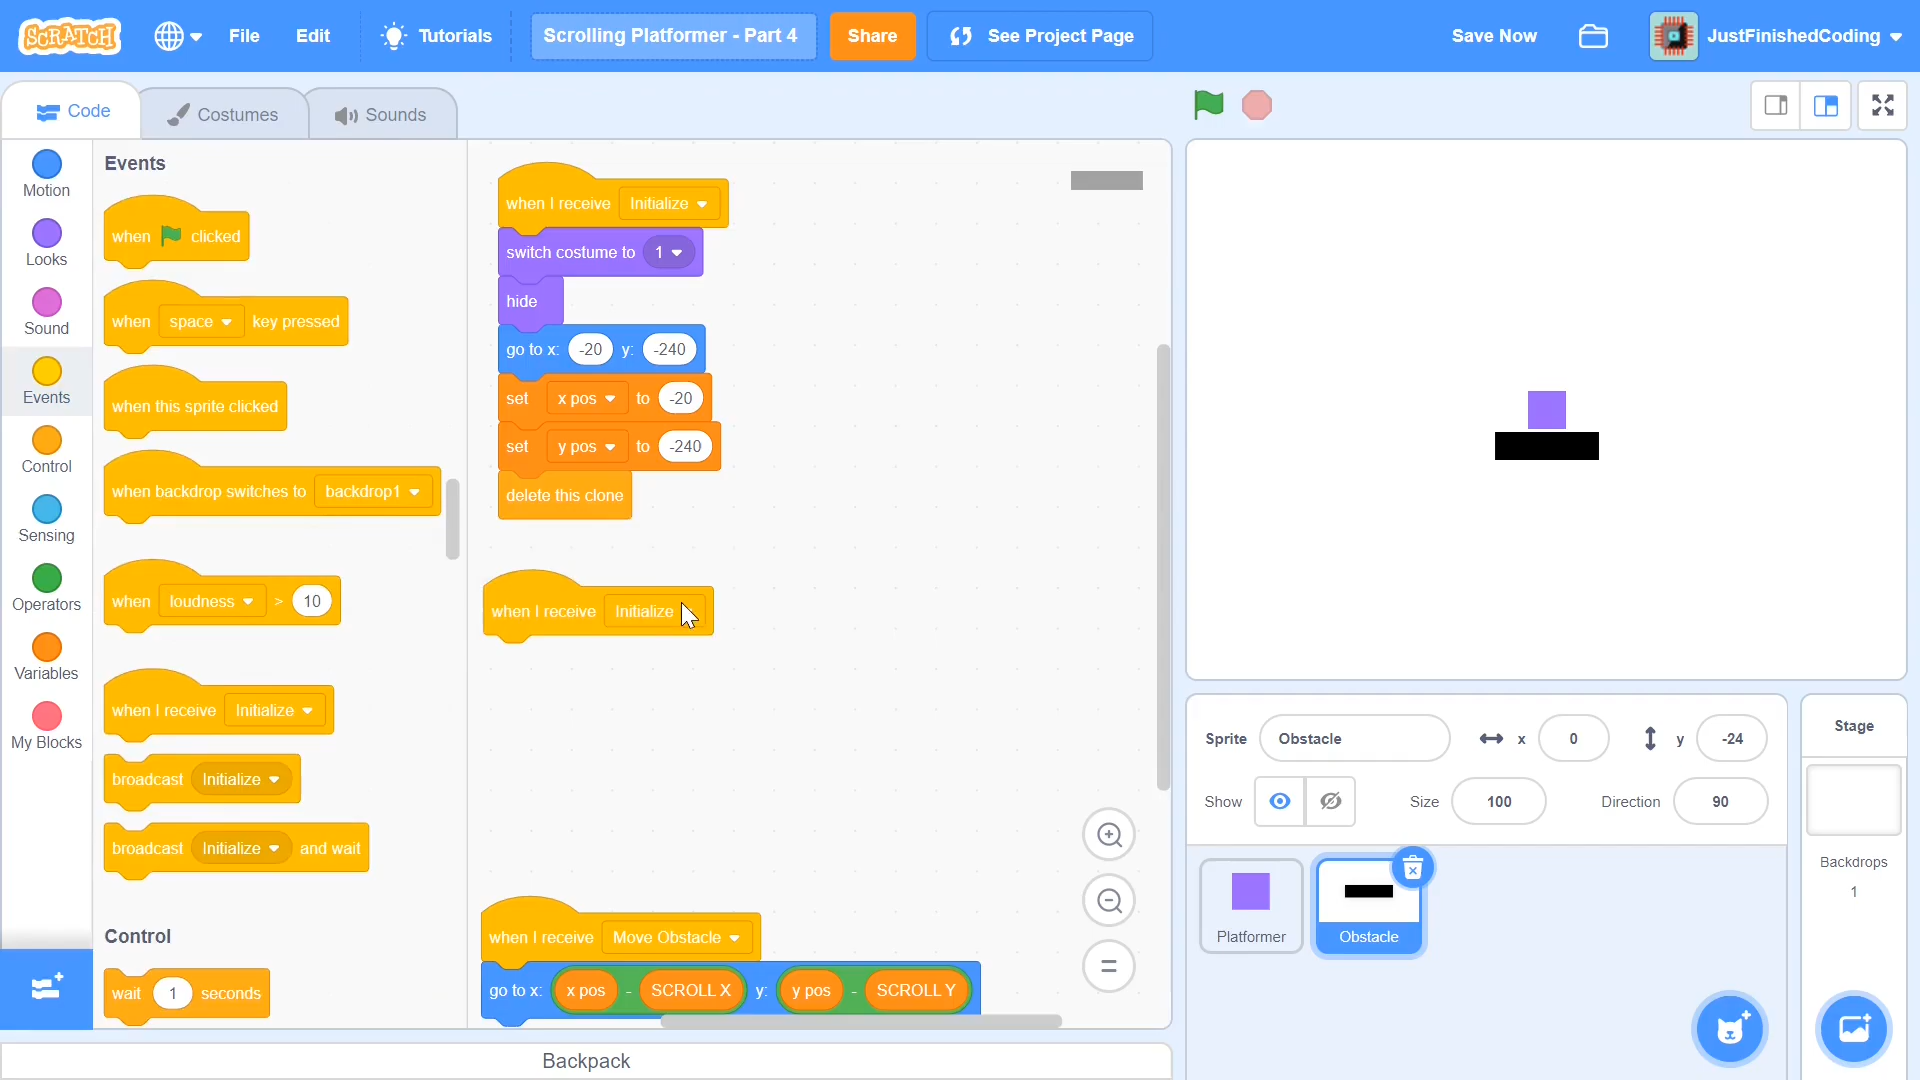 SCRATCH
File
Edit
Tutorials
Scrolling Platformer - Part 4
Share
See Project Page
Save Now
JustFinishedCoding
Code
Costumes
Sounds
Motion
Looks
Sound
Events
Control
Sensing
Operators
Variables
My Blocks
Events
when clicked
when space key pressed
when this sprite clicked
when backdrop switches to backdrop1
when loudness > 10
when I receive Initialize
broadcast Initialize
broadcast Initialize and wait
Control
wait 1 seconds
when I receive Initialize
switch costume to 1
hide
go to x: -20 y: -240
set x pos to -20
set y pos to -240
delete this clone
when I receive Initialize
when I receive Move Obstacle
go to x: x pos - SCROLL X y: y pos - SCROLL Y
Backpack
Sprite Obstacle x 0 y -24
Show Size 100 Direction 90
Platformer
Obstacle
Stage
Backdrops
1